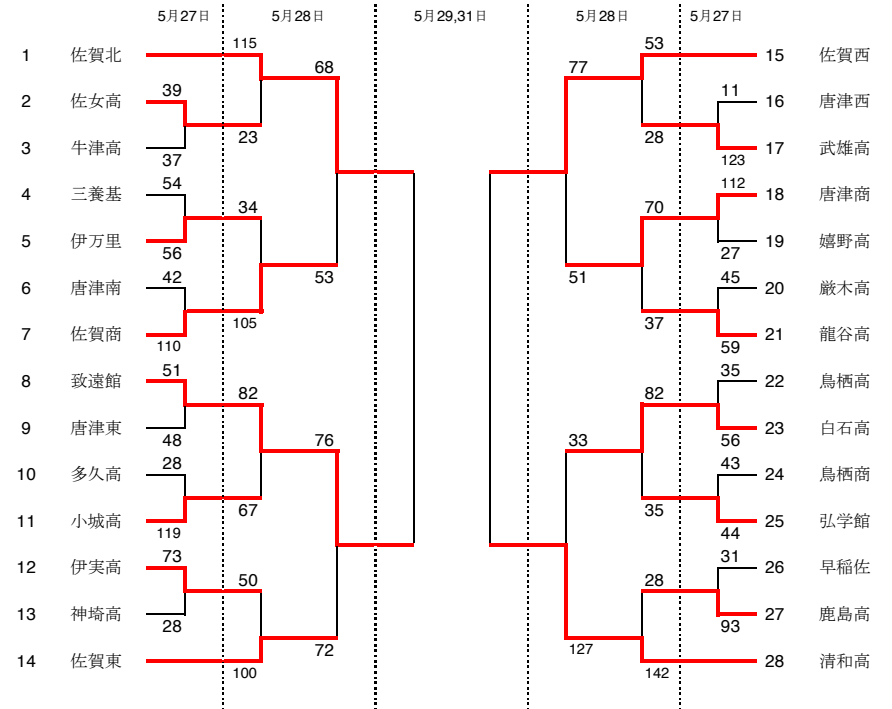 5月27日 5月28日 5月29,31日 5月28日 5月27日
115 53
1 佐賀北 15 佐賀西
68 77
39 11
2 佐女高 16 唐津西
23 28
3 牛津高 17 武雄高
37 123
54 112
4 三養基 18 唐津商
34 70
5 伊万里 19 嬉野高
56 27
53 51
42 45
6 唐津南 20 厳木高
105 37
7 佐賀商 21 龍谷高
110 59
51 35
8 致遠館 22 鳥栖高
82 82
9 唐津東 23 白石高
48 56
76 33
28 43
10 多久高 24 鳥栖商
67 35
11 小城高 25 弘学館
119 44
73 31
12 伊実高 26 早稲佐
50 28
13 神埼高 27 鹿島高
28 93
72 127
14 佐賀東 28 清和高
100 142